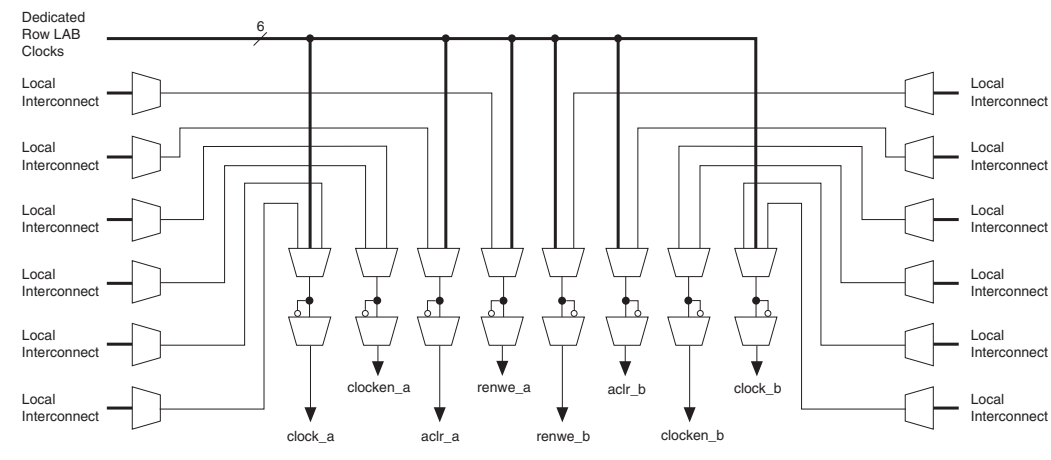 Dedicated
Row LAB
Clocks
6
Local
Interconnect
Local
Interconnect
Local
Interconnect
Local
Interconnect
Local
Interconnect
Local
Interconnect
Local
Interconnect
Local
Interconnect
Local
Interconnect
Local
Interconnect
Local
Interconnect
Local
Interconnect
clocken_a
renwe_a
aclr_b
clock_b
clock_a
aclr_a
renwe_b
clocken_b